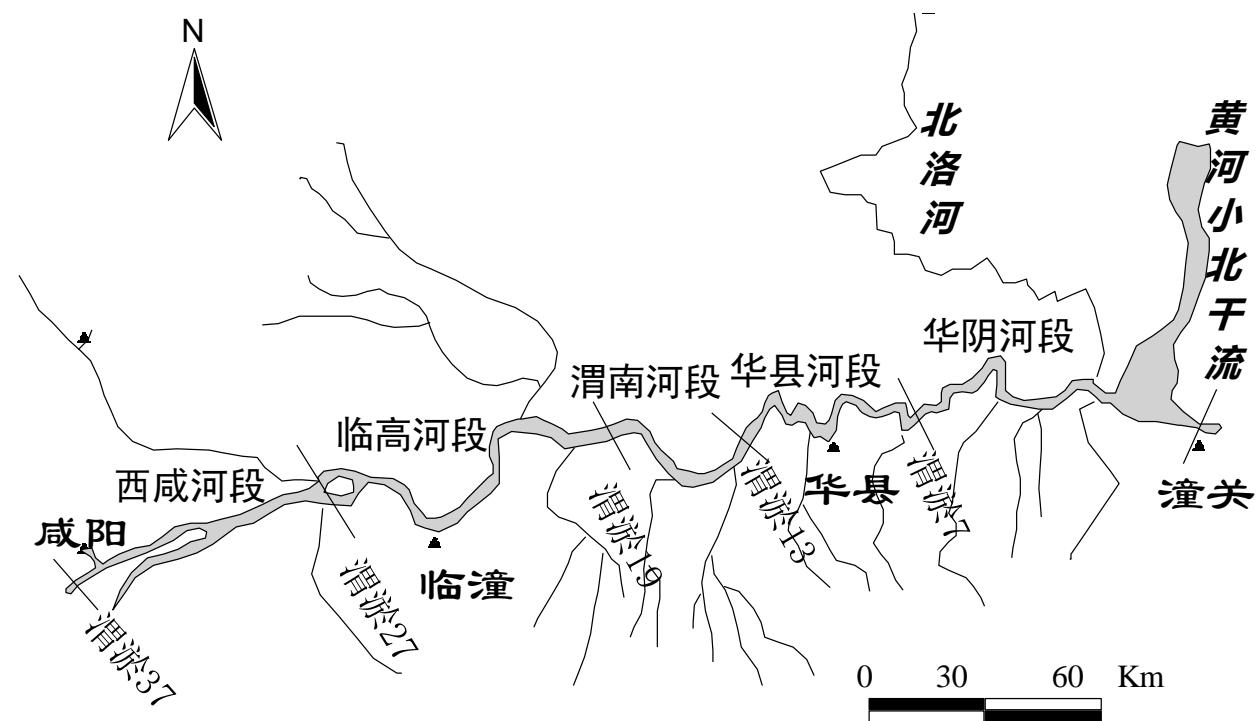 N
北洛河
黄河小北干流
华阴河段
华县河段
渭南河段
临高河段
西咸河段
咸阳
临潼
华县
潼关
渭淤7
渭淤13
渭淤19
渭淤27
渭淤37
0 30 60 Km